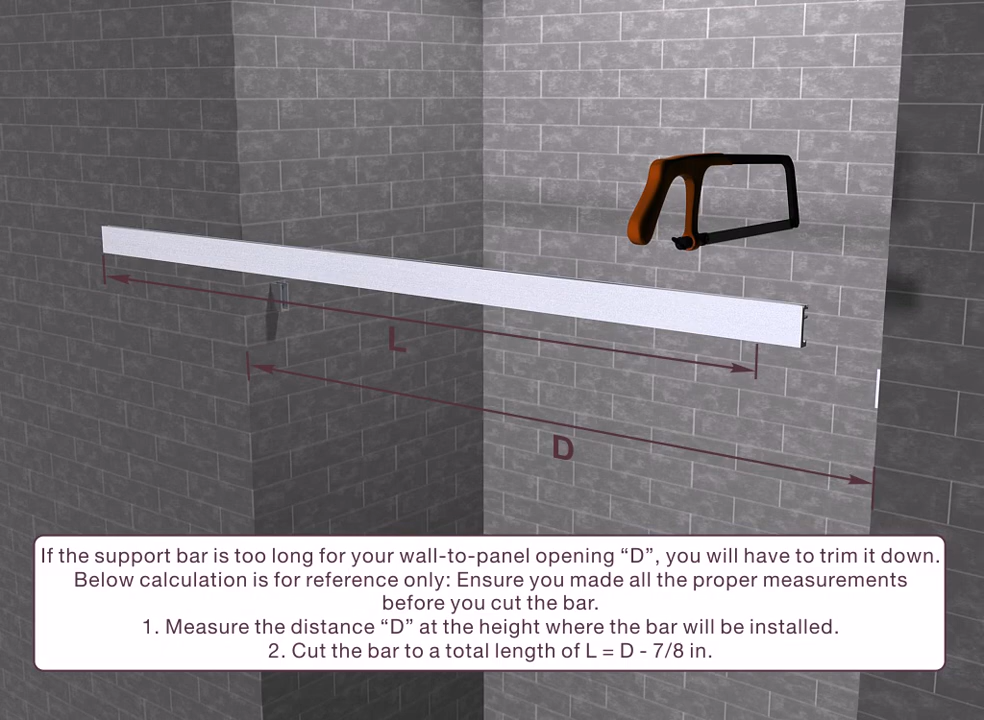 L
D
If the support bar is too long for your wall-to-panel opening “D”, you will have to trim it down.
Below calculation is for reference only: Ensure you made all the proper measurements
before you cut the bar.
1. Measure the distance “D” at the height where the bar will be installed.
2. Cut the bar to a total length of L = D - 7/8 in.